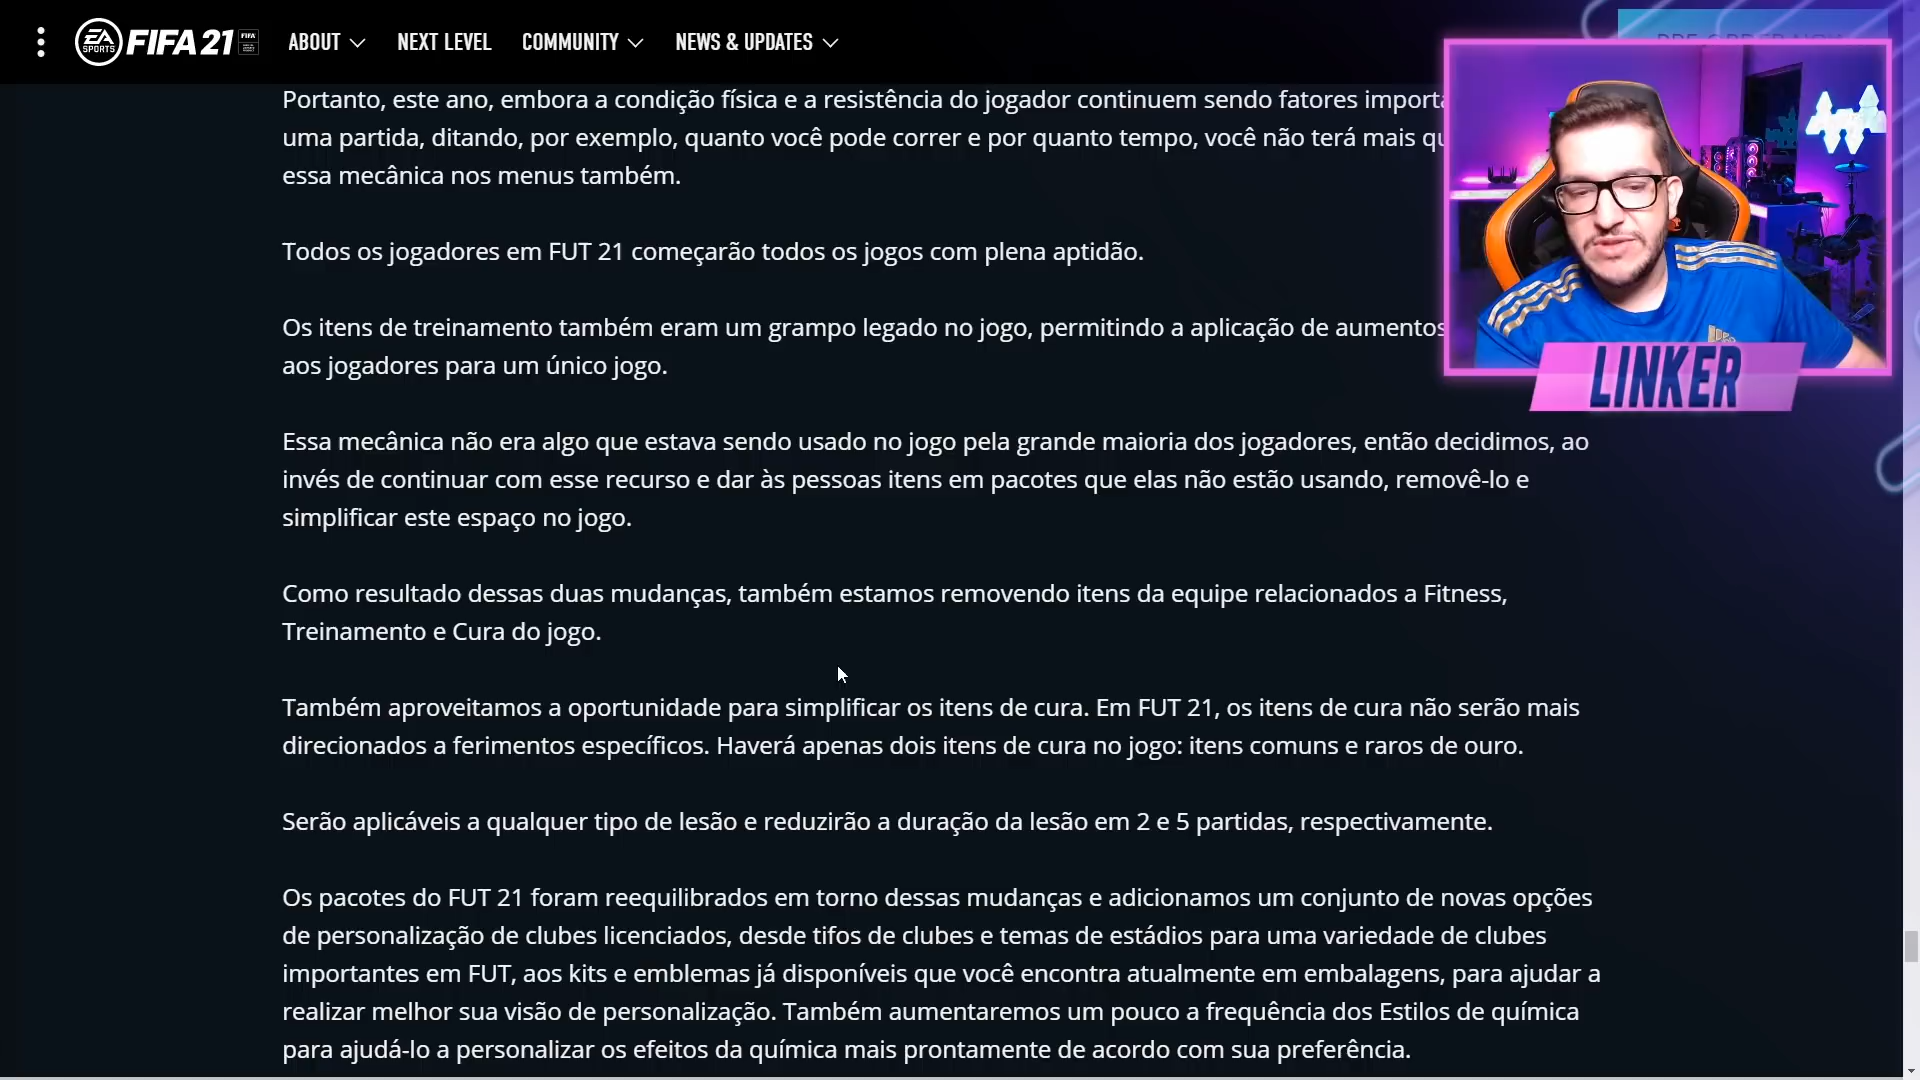 EA SPORTS FIFA 21 ABOUT NEXT LEVEL COMMUNITY NEWS & UPDATES
Portanto, este ano, embora a condição física e a resistência do jogador continuem sendo fatores
uma partida, ditando, por exemplo, quanto você pode correr e por quanto tempo, você não terá mais
essa mecânica nos menus também.
Todos os jogadores em FUT 21 começarão todos os jogos com plena aptidão.
Os itens de treinamento também eram um grampo legado no jogo, permitindo a aplicação de aumentos
aos jogadores para um único jogo.
LINKER
Essa mecânica não era algo que estava sendo usado no jogo pela grande maioria dos jogadores, então decidimos, ao
invés de continuar com esse recurso e dar às pessoas itens em pacotes que elas não estão usando, removê-lo e
simplificar este espaço no jogo.
Como resultado dessas duas mudanças, também estamos removendo itens da equipe relacionados a Fitness,
Treinamento e Cura do jogo.
Também aproveitamos a oportunidade para simplificar os itens de cura. Em FUT 21, os itens de cura não serão mais
direcionados a ferimentos específicos. Haverá apenas dois itens de cura no jogo: itens comuns e raros de ouro.
Serão aplicáveis a qualquer tipo de lesão e reduzirão a duração da lesão em 2 e 5 partidas, respectivamente.
Os pacotes do FUT 21 foram reequilibrados em torno dessas mudanças e adicionamos um conjunto de novas opções
de personalização de clubes licenciados, desde tifos de clubes e temas de estádios para uma variedade de clubes
importantes em FUT, aos kits e emblemas já disponíveis que você encontra atualmente em embalagens, para ajudar a
realizar melhor sua visão de personalização. Também aumentaremos um pouco a frequência dos Estilos de química
para ajudá-lo a personalizar os efeitos da química mais prontamente de acordo com sua preferência.